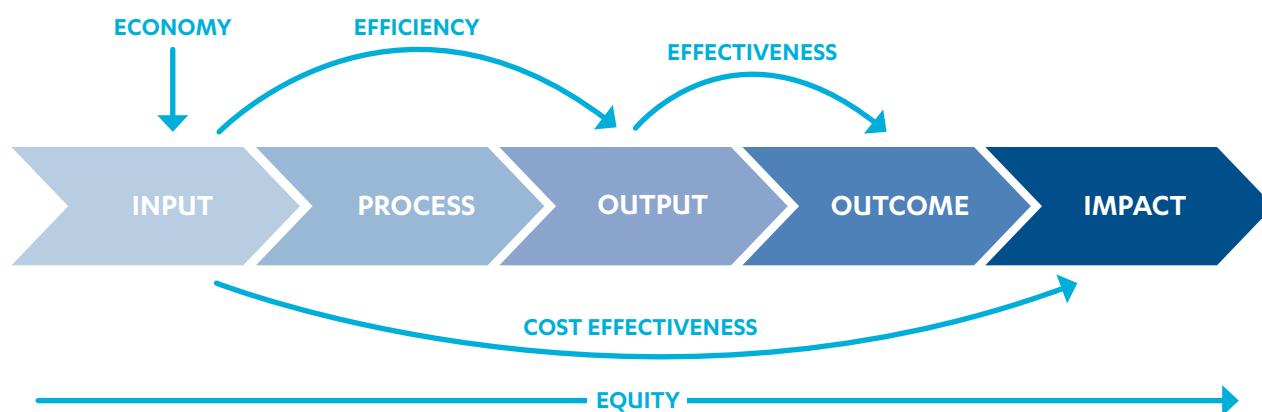 ECONOMY
EFFICIENCY
EFFECTIVENESS
INPUT
PROCESS
OUTPUT
OUTCOME
IMPACT
COST EFFECTIVENESS
EQUITY